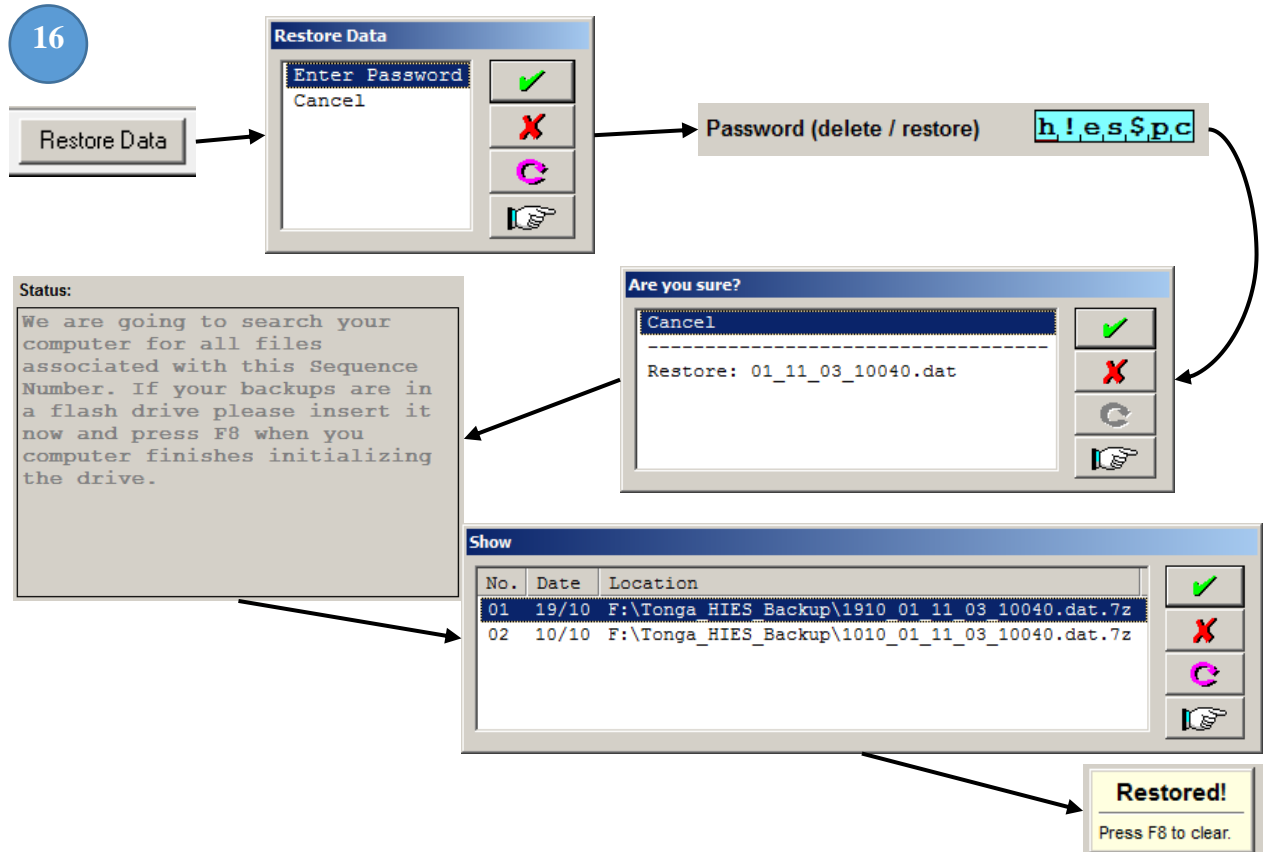 16
Restore Data
Restore Data
Enter Password
Cancel
Password (delete / restore) h!es$pc
Are you sure?
Cancel
-----------------------------------
Restore: 01_11_03_10040.dat
Status:
We are going to search your
computer for all files
associated with this Sequence
Number. If your backups are in
a flash drive please insert it
now and press F8 when you
computer finishes initializing
the drive.
Show
No. Date Location
01 19/10 F:\Tonga_HIES_Backup\1910_01_11_03_10040.dat.7z
02 10/10 F:\Tonga_HIES_Backup\1010_01_11_03_10040.dat.7z
Restored!
Press F8 to clear.